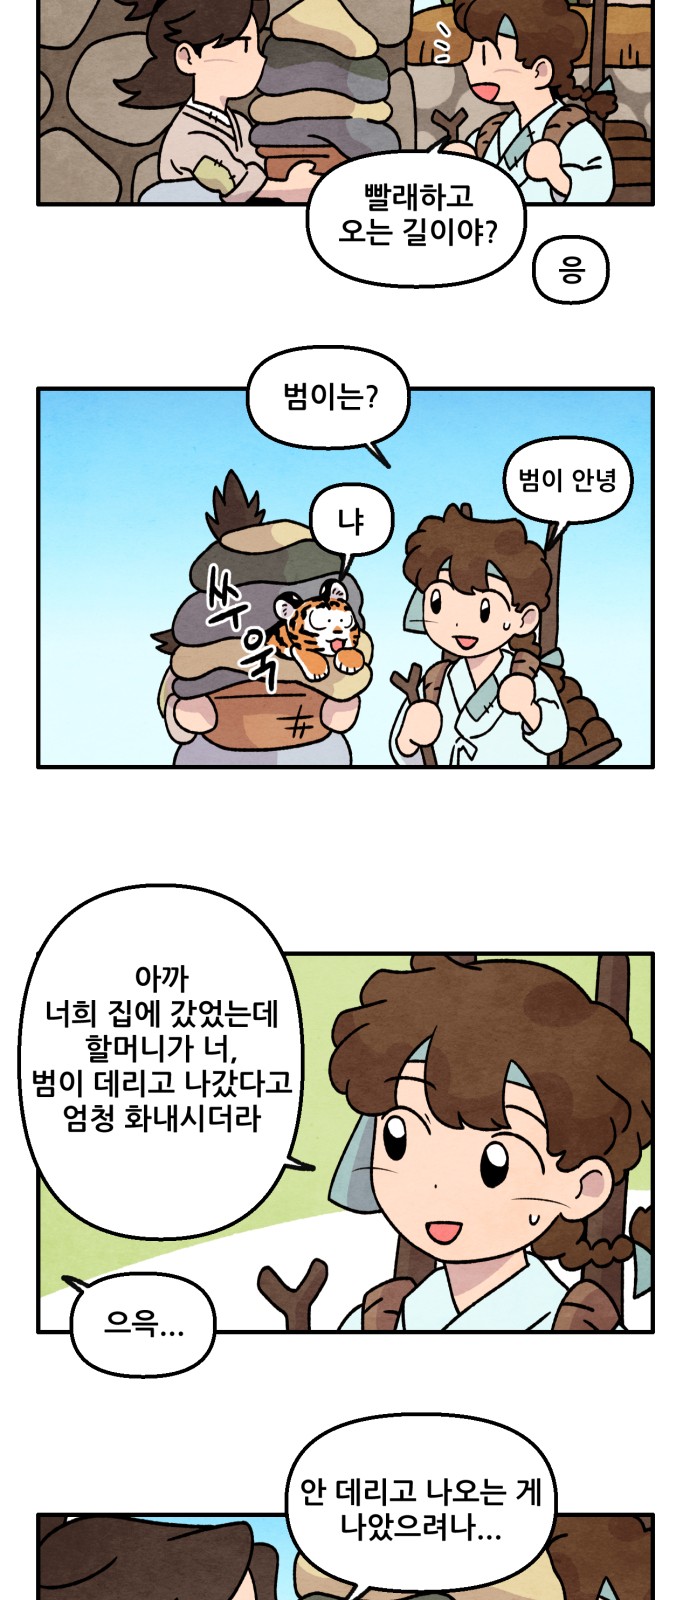 빨래하고
오는 길이야?
응
범이는?
범이 안녕
냐
쑤욱
아까
너희 집에 갔었는데
할머니가 너,
범이 데리고 나갔다고
엄청 화내시더라
으윽...
안 데리고 나오는 게
나았으려나...